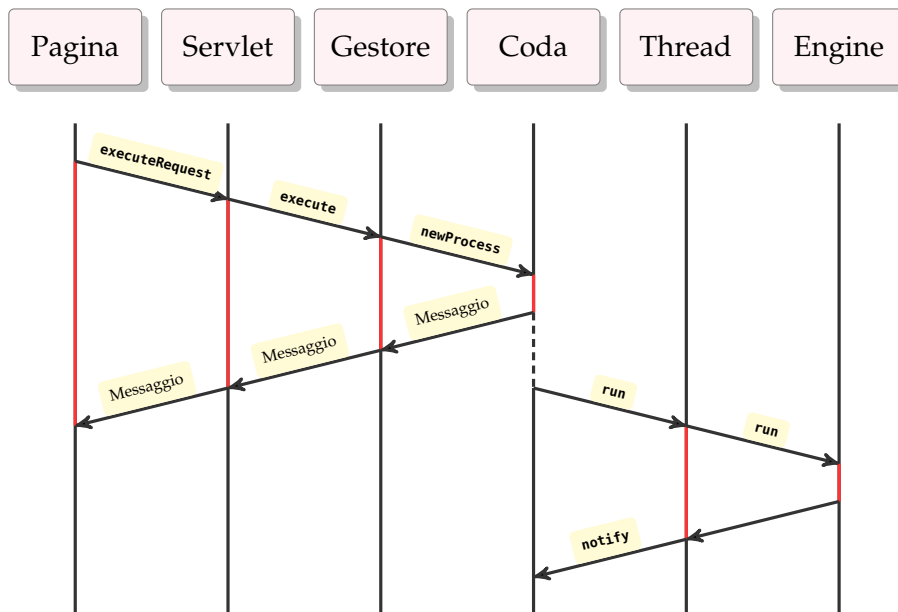 Pagina
Servlet
Gestore
Coda
Thread
Engine
executeRequest
execute
newProcess
Messaggio
Messaggio
Messaggio
run
run
notify